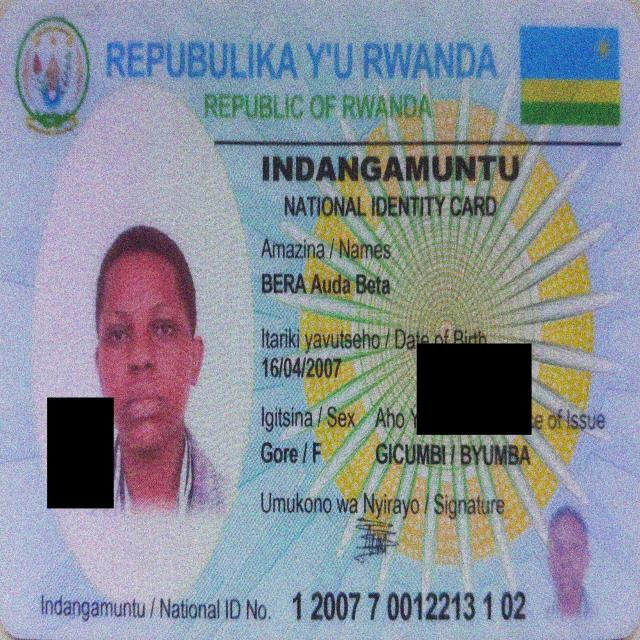 REPUBULIKA Y'U RWANDA
REPUBLIC OF RWANDA
INDANGAMUNTU
NATIONAL IDENTITY CARD
Amazina / Names
BERA Auda Beta
Itariki yavutseho / Date of Birth
16/04/2007
Igitsina / Sex Aho of Issue
Gore / F GICUMBI / BYUMBA
Umukono wa Nyirayo / Signature
Indangamuntu / National ID No. 1 2007 7 0012213 1 02